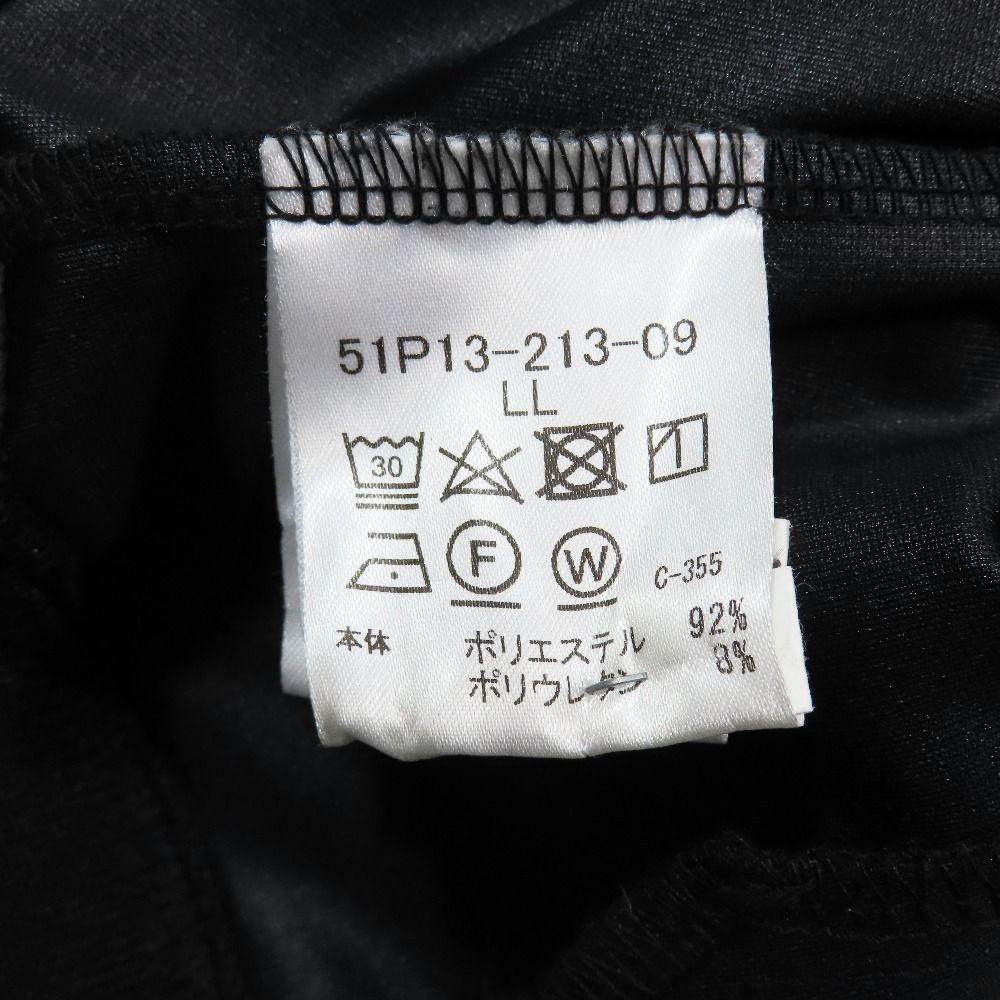 51P13-213-09
LL
30
F W C-355
本体 ポリエステル 92%
ポリウレタン 8%